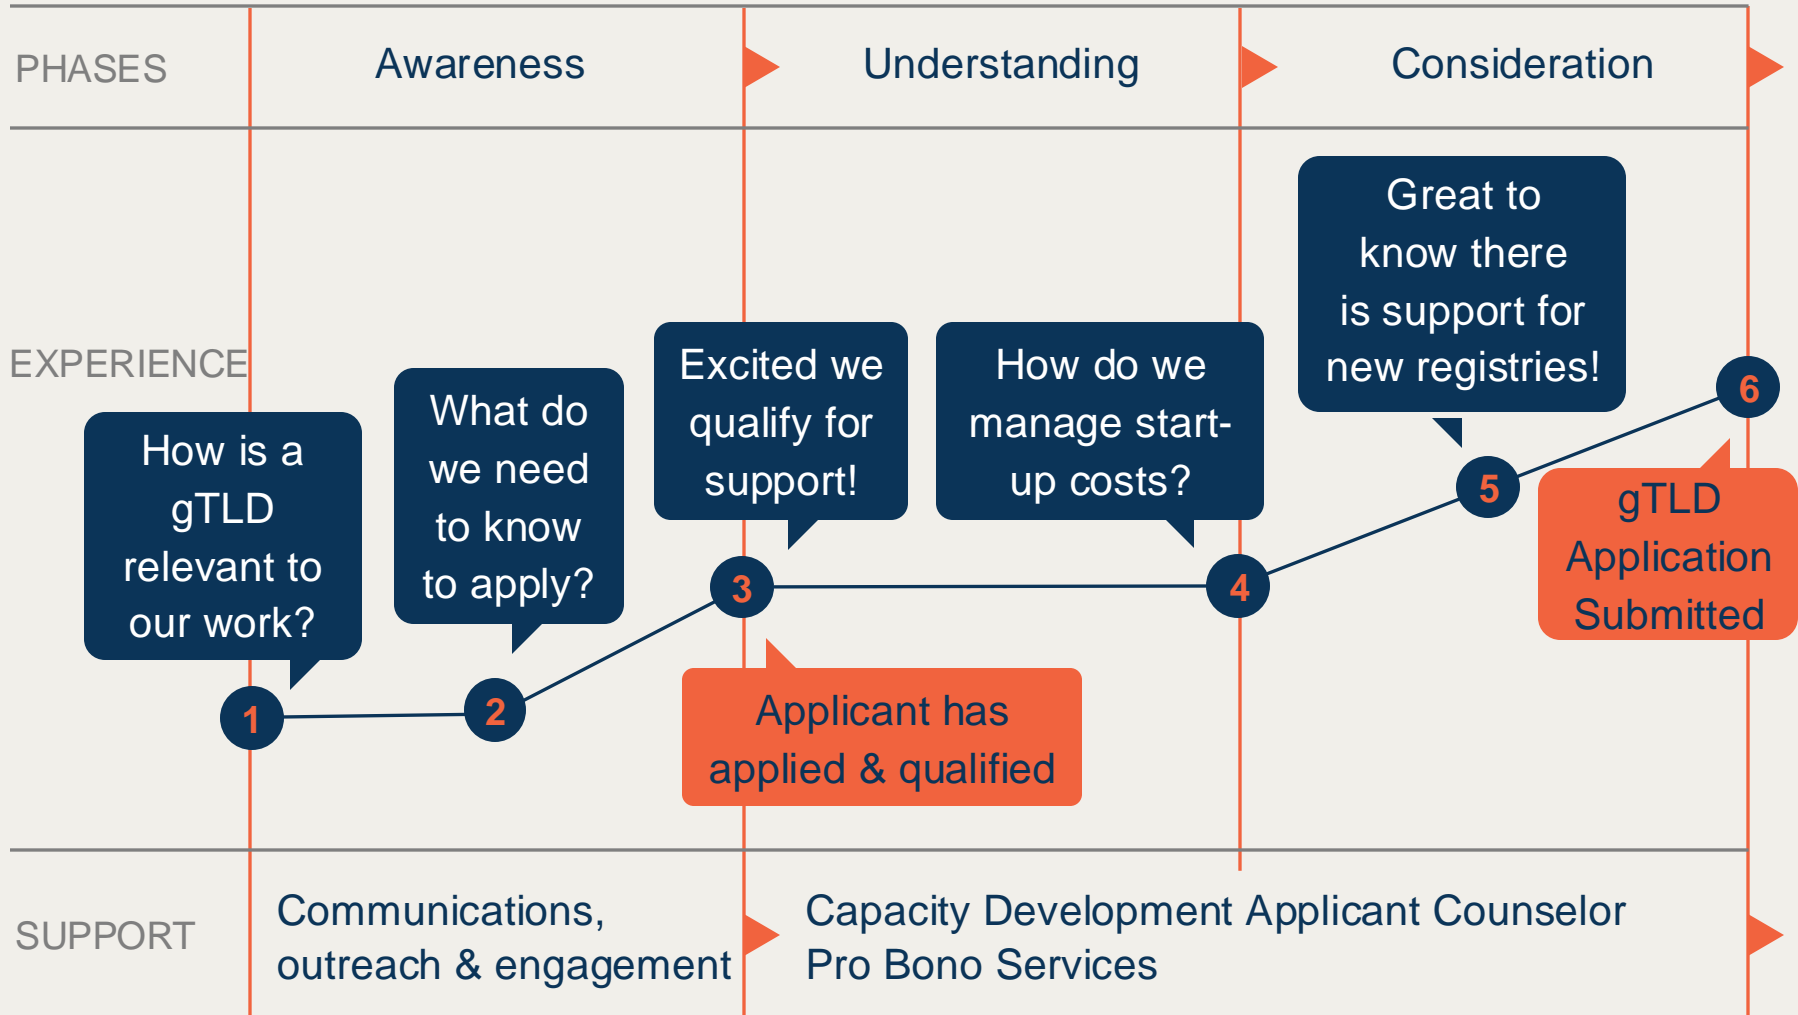 PHASES
Awareness
Understanding
Consideration
EXPERIENCE
How is a
gTLD
relevant to
our work?
What do
we need
to know
to apply?
Excited we
qualify for
support!
How do we
manage start-
up costs?
Great to
know there
is support for
new registries!
1
2
3
4
5
6
Applicant has
applied & qualified
gTLD
Application
Submitted
SUPPORT
Communications,
outreach & engagement
Capacity Development Applicant Counselor
Pro Bono Services